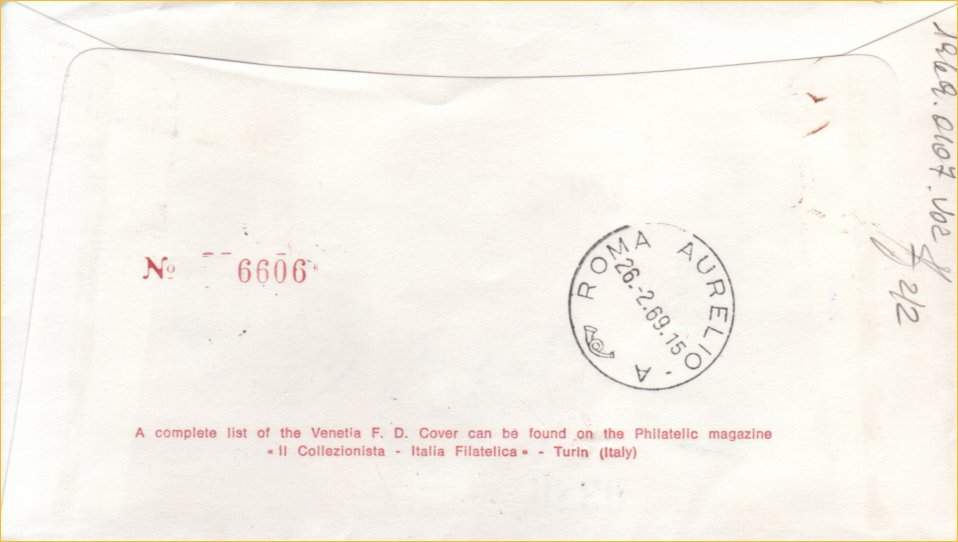 1969.0107.V02
2/2
Nº 6606*
ROMA AURELIO · A
26.-2.69.15
A complete list of the Venetia F. D. Cover can be found on the Philatelic magazine
« Il Collezionista - Italia Filatelica » - Turin (Italy)